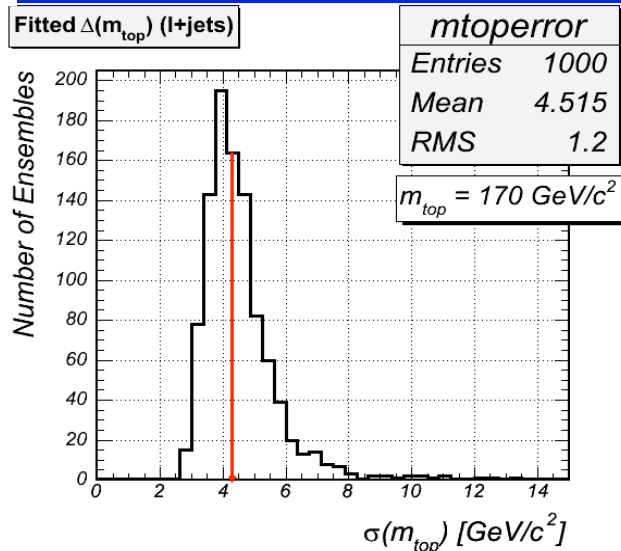 Fitted Δ(m_top) (l+jets)
mtoperror
Entries 1000
Mean 4.515
RMS 1.2
m_top = 170 GeV/c²
Number of Ensembles
200
180
160
140
120
100
80
60
40
20
0
0 2 4 6 8 10 12 14
σ(m_top) [GeV/c²]